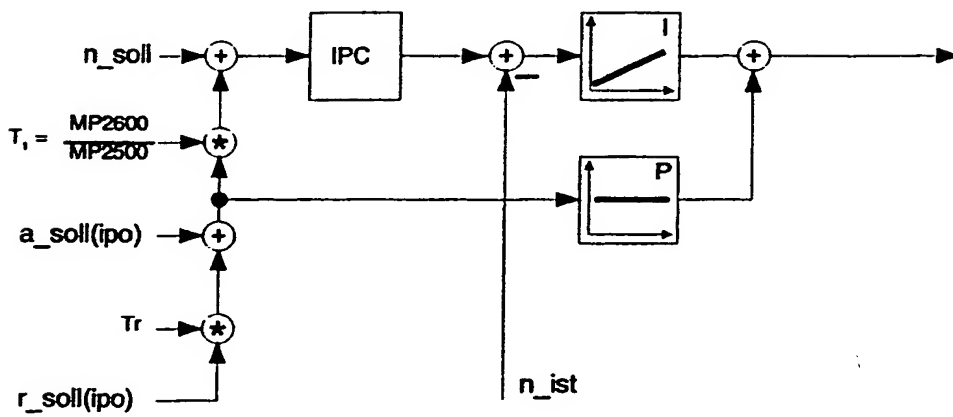 n_soll
+
IPC
+
−
I
+
T₁ = MP2600
MP2500
*
P
a_soll(ipo)
+
Tr
*
r_soll(ipo)
n_ist